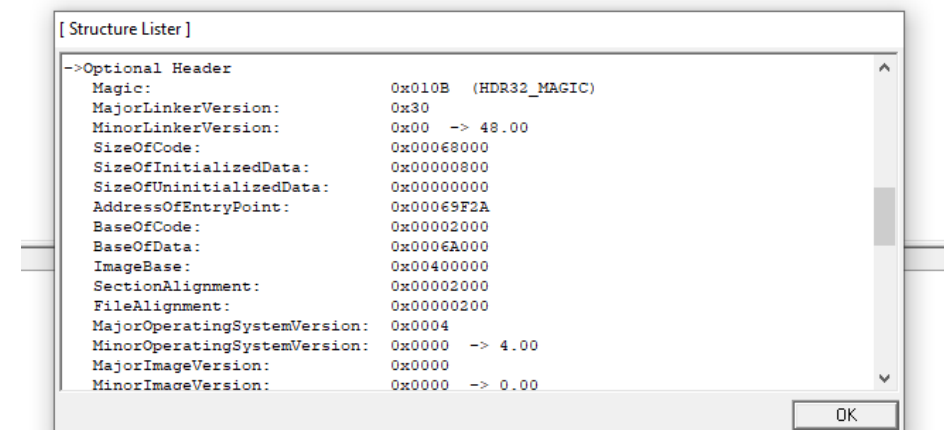 [ Structure Lister ]
->Optional Header
Magic: 0x010B (HDR32_MAGIC)
MajorLinkerVersion: 0x30
MinorLinkerVersion: 0x00 -> 48.00
SizeOfCode: 0x00068000
SizeOfInitializedData: 0x00000800
SizeOfUninitializedData: 0x00000000
AddressOfEntryPoint: 0x00069F2A
BaseOfCode: 0x00002000
BaseOfData: 0x0006A000
ImageBase: 0x00400000
SectionAlignment: 0x00002000
FileAlignment: 0x00000200
MajorOperatingSystemVersion: 0x0004
MinorOperatingSystemVersion: 0x0000 -> 4.00
MajorImageVersion: 0x0000
MinorImageVersion: 0x0000 -> 0.00
OK